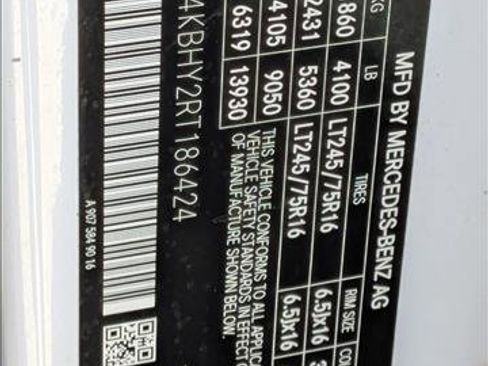 MFD BY MERCEDES-BENZ AG
KG LB TIRES RIM SIZE
1860 4100 LT245/75R16 6.5Jx16
2431 5360 LT245/75R16 6.5Jx16
4105 9050
6319 13930
THIS VEHICLE CONFORMS TO ALL
VEHICLE SAFETY STANDARDS IN EFFECT
OF MANUFACTURE SHOWN BELOW.
4KBHY2RT186424
A 907 584 90 16